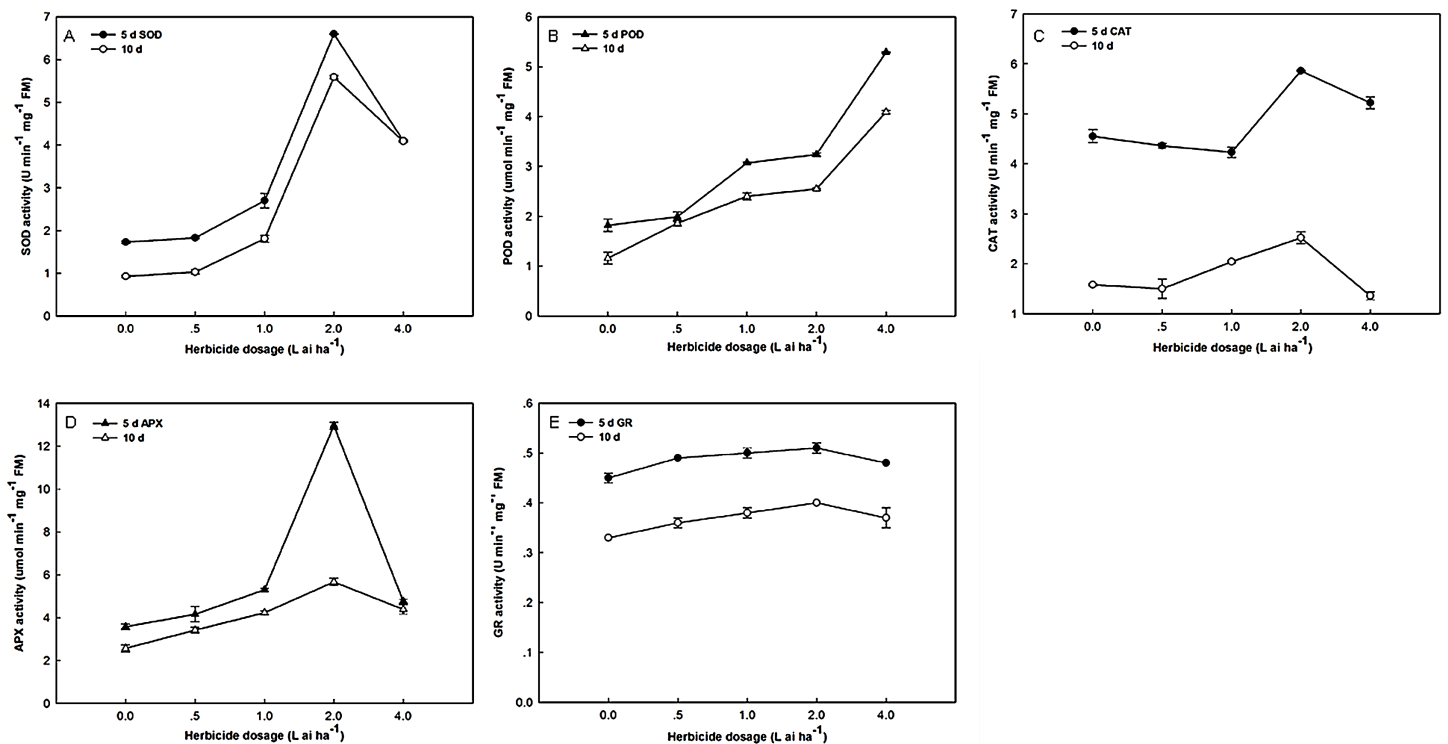 A
5 d SOD
10 d
SOD activity (U min⁻¹ mg⁻¹ FM)
7
6
5
4
3
2
1
0
0.0 .5 1.0 2.0 4.0
Herbicide dosage (L ai ha⁻¹)
B
5 d POD
10 d
POD activity (umol min⁻¹ mg⁻¹ FM)
6
5
4
3
2
1
0
0.0 .5 1.0 2.0 4.0
Herbicide dosage (L ai ha⁻¹)
C
5 d CAT
10 d
CAT activity (U min⁻¹ mg⁻¹ FM)
7
6
5
4
3
2
1
0.0 .5 1.0 2.0 4.0
Herbicide dosage (L ai ha⁻¹)
D
5 d APX
10 d
APX activity (umol min⁻¹ mg⁻¹ FM)
14
12
10
8
6
4
2
0
0.0 .5 1.0 2.0 4.0
Herbicide dosage (L ai ha⁻¹)
E
5 d GR
10 d
GR activity (U min⁻¹ mg⁻¹ FM)
.6
.5
.4
.3
.2
.1
0.0
0.0 .5 1.0 2.0 4.0
Herbicide dosage (L ai ha⁻¹)